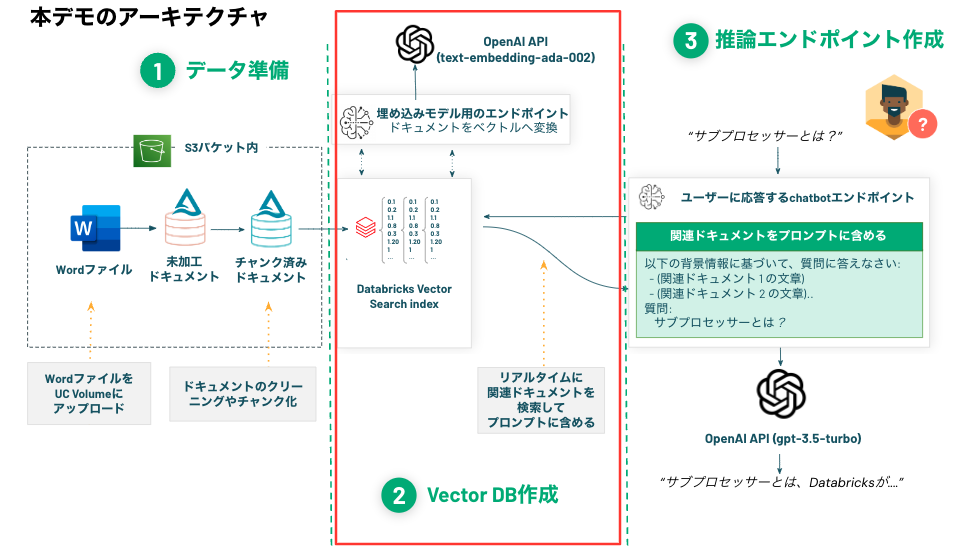 本デモのアーキテクチャ
1 データ準備
S3バケット内
W
Wordファイル
未加工
ドキュメント
チャンク済み
ドキュメント
Wordファイルを
UC Volumeに
アップロード
ドキュメントのクリー
ニングやチャンク化
OpenAI API
(text-embedding-ada-002)
埋め込みモデル用のエンドポイント
ドキュメントをベクトルへ変換
0.1 0.1 0.1
0.2 0.2 0.2
1.1 1.1 1.1
0.8 0.8 0.8
0.3 0.3 0.3
1.20 1.20 1.20
1 1 1
... ... ...
Databricks Vector
Search index
リアルタイムに
関連ドキュメントを
検索して
プロンプトに含める
2 Vector DB作成
3 推論エンドポイント作成
?
“サブプロセッサーとは？”
ユーザーに応答するchatbotエンドポイント
関連ドキュメントをプロンプトに含める
以下の背景情報に基づいて、質問に答えなさい:
- (関連ドキュメント 1 の文章)
- (関連ドキュメント 2 の文章)..
質問:
サブプロセッサーとは？
OpenAI API (gpt-3.5-turbo)
“サブプロセッサーとは、Databricksが....”